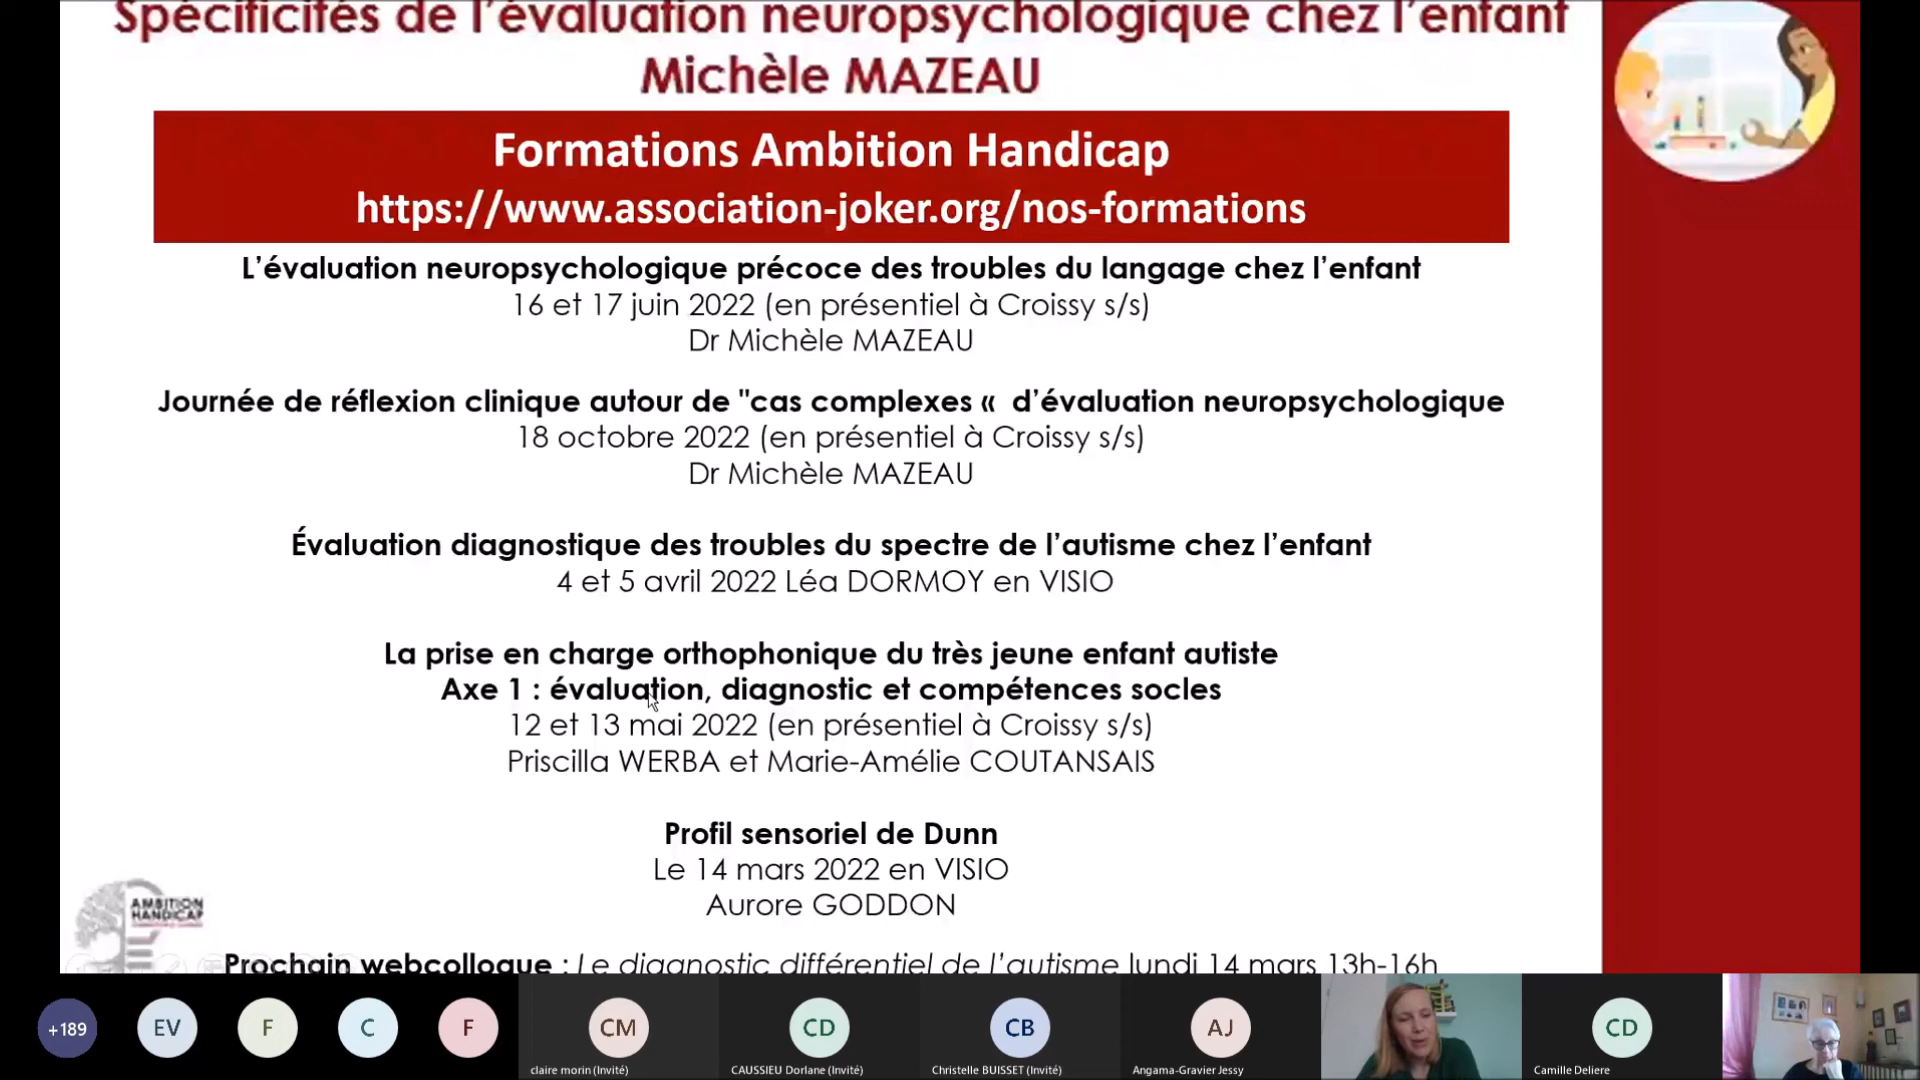 Spécificités de l'évaluation neuropsychologique chez l'enfant
Michèle MAZEAU
Formations Ambition Handicap
https://www.association-joker.org/nos-formations
L'évaluation neuropsychologique précoce des troubles du langage chez l'enfant
16 et 17 juin 2022 (en présentiel à Croissy s/s)
Dr Michèle MAZEAU
Journée de réflexion clinique autour de "cas complexes «  d'évaluation neuropsychologique
18 octobre 2022 (en présentiel à Croissy s/s)
Dr Michèle MAZEAU
Évaluation diagnostique des troubles du spectre de l'autisme chez l'enfant
4 et 5 avril 2022 Léa DORMOY en VISIO
La prise en charge orthophonique du très jeune enfant autiste
Axe 1 : évaluation, diagnostic et compétences socles
12 et 13 mai 2022 (en présentiel à Croissy s/s)
Priscilla WERBA et Marie-Amélie COUTANSAIS
Profil sensoriel de Dunn
Le 14 mars 2022 en VISIO
Aurore GODDON
AMBITION
HANDICAP
Prochain webcolloque : Le diagnostic différentiel de l'autisme lundi 14 mars 13h-16h
+189
EV
F
C
F
CM
CD
CB
AJ
CD
claire morin (Invité)
CAUSSIEU Dorlane (Invité)
Christelle BUISSET (Invité)
Angama-Gravier Jessy
Camille Deliere